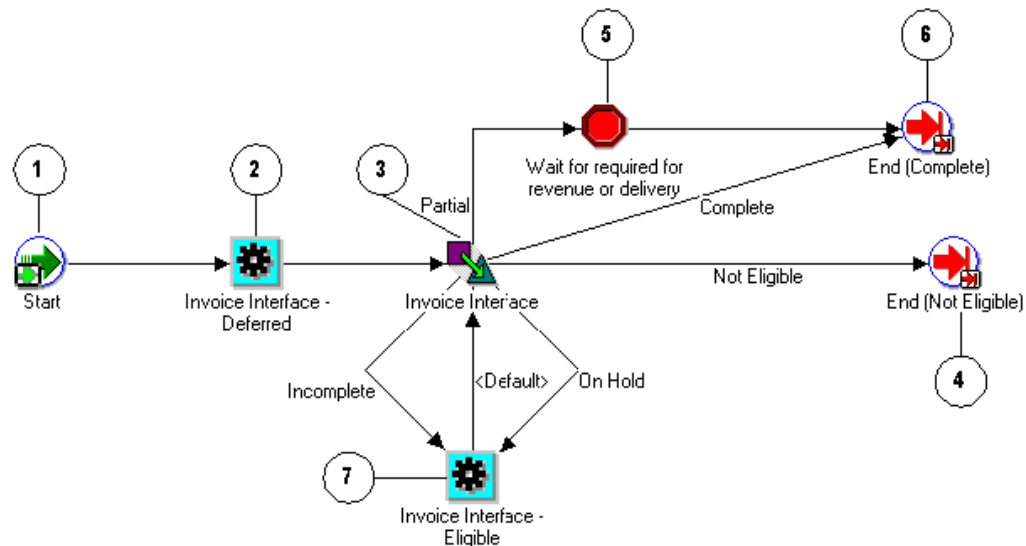 5
6
1
2
3
Partial
Wait for required for
revenue or delivery
End (Complete)
Complete
Start
Invoice Interface -
Deferred
Invoice Interface
Not Eligible
End (Not Eligible)
Incomplete
<Default>
On Hold
4
7
Invoice Interface -
Eligible